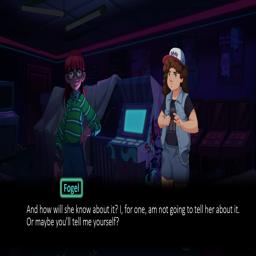 Fogel
And how will she know about it? I, for one, am not going to tell her about it.
Or maybe you'll tell me yourself?